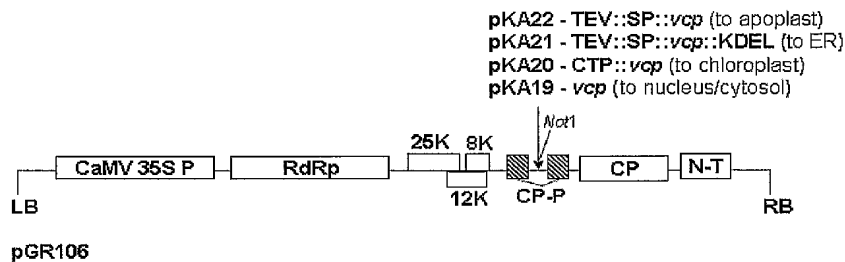 pKA22 - TEV::SP::vcp (to apoplast)
pKA21 - TEV::SP::vcp::KDEL (to ER)
pKA20 - CTP::vcp (to chloroplast)
pKA19 - vcp (to nucleus/cytosol)
Not1
25K 8K
CaMV 35S P RdRp CP N-T
12K CP-P
LB RB
pGR106